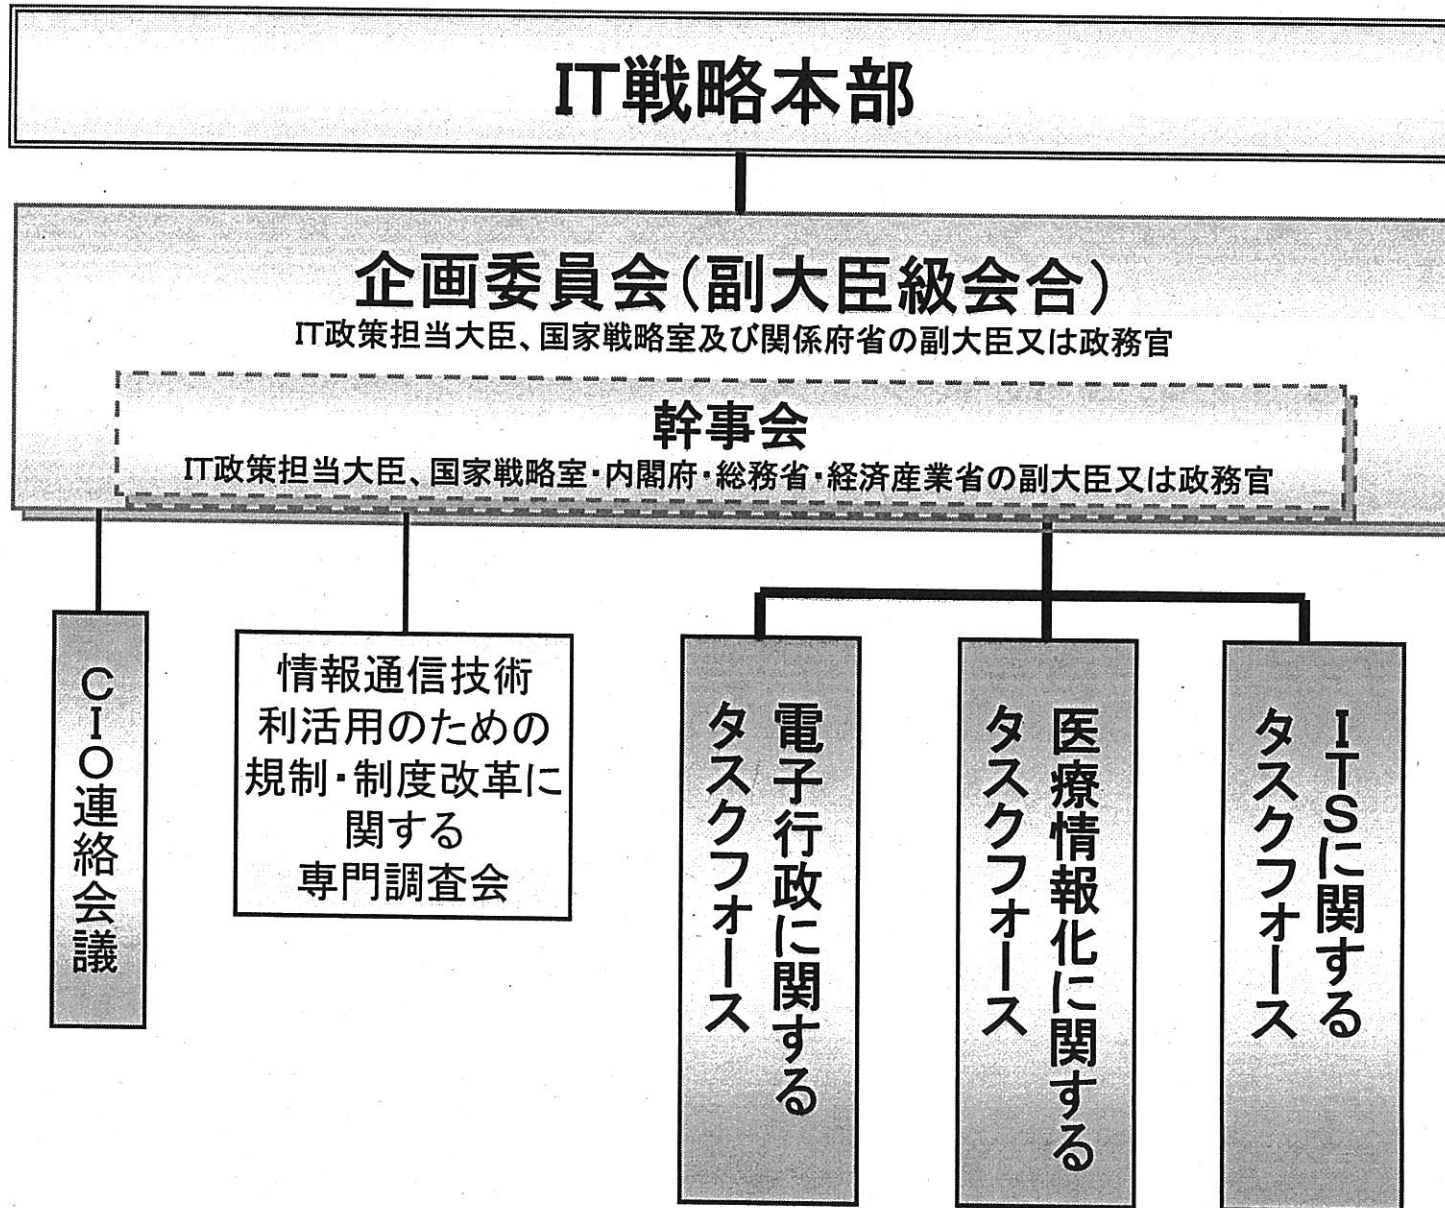 IT戦略本部
企画委員会(副大臣級会合)
IT政策担当大臣、国家戦略室及び関係府省の副大臣又は政務官
幹事会
IT政策担当大臣、国家戦略室・内閣府・総務省・経済産業省の副大臣又は政務官
CIO連絡会議
情報通信技術
利活用のための
規制・制度改革に
関する
専門調査会
電子行政に関する
タスクフォース
医療情報化に関する
タスクフォース
ITSに関する
タスクフォース